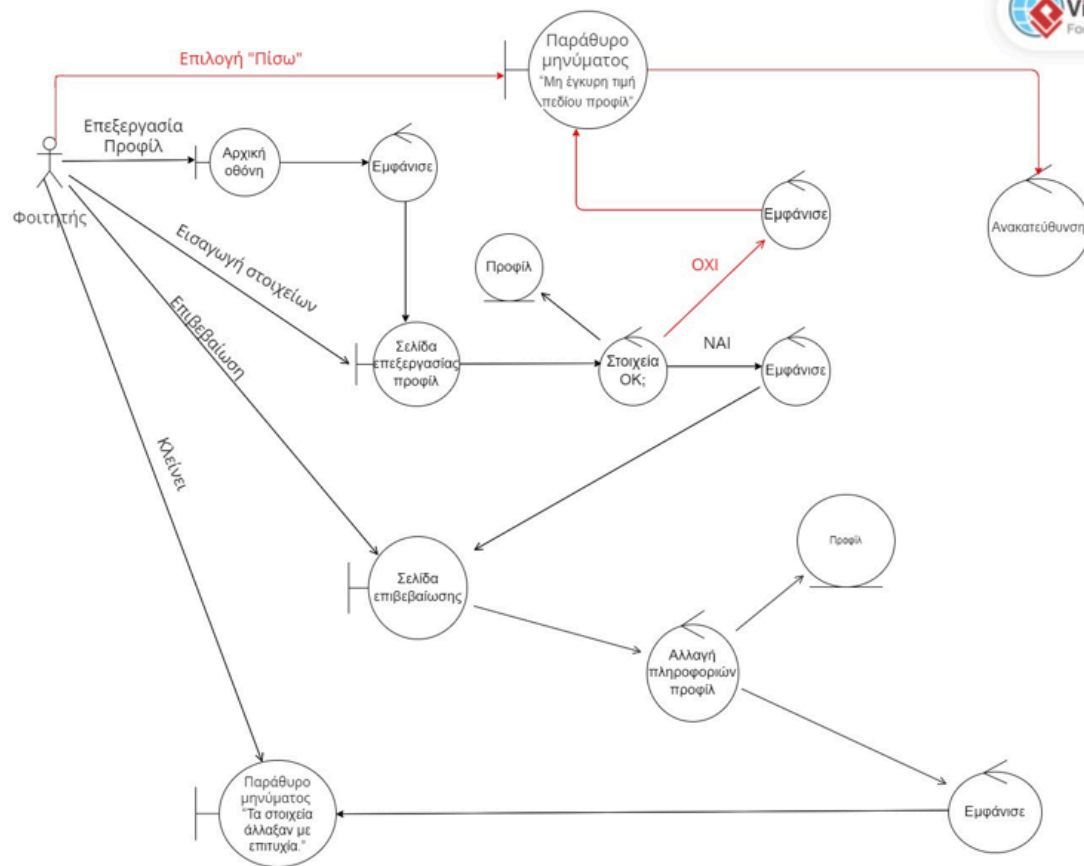 Επιλογή "Πίσω"
Παράθυρο
μηνύματος
"Μη έγκυρη τιμή
πεδίου προφίλ"
Επεξεργασία
Προφίλ
Αρχική
οθόνη
Εμφάνισε
Φοιτητής
Εμφάνισε
Ανακατεύθυνση
Εισαγωγή στοιχείων
Προφίλ
ΟΧΙ
Σελίδα
επεξεργασίας
προφίλ
Στοιχεία
ΟΚ;
ΝΑΙ
Εμφάνισε
Επιβεβαίωση
Κλείνει
Σελίδα
επιβεβαίωσης
Προφίλ
Αλλαγή
πληροφοριών
προφίλ
Παράθυρο
μηνύματος
"Τα στοιχεία
άλλαξαν με
επιτυχία."
Εμφάνισε